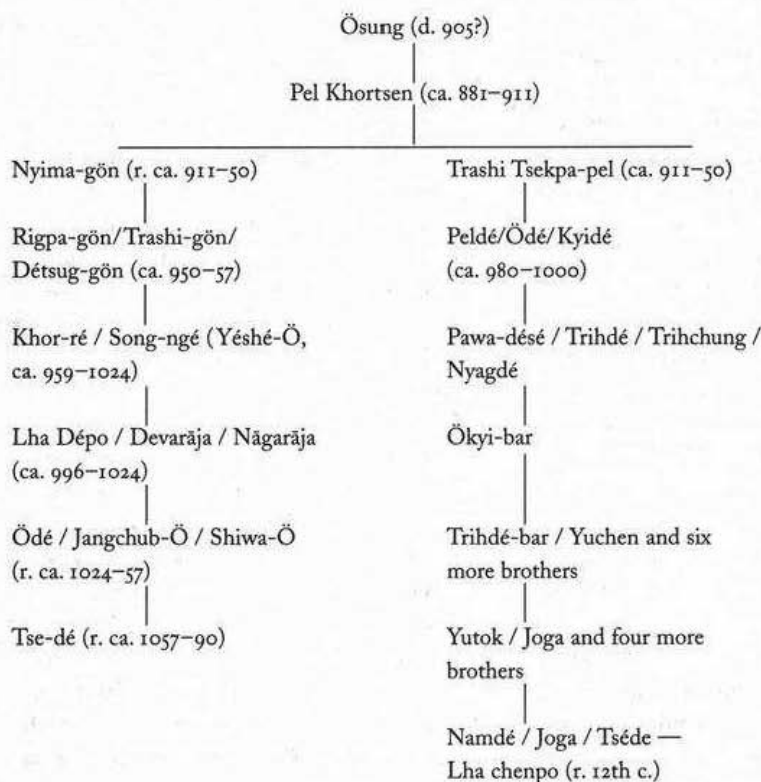 Ösung (d. 905?)
Pel Khortsen (ca. 881–911)
Nyima-gön (r. ca. 911–50)
Rigpa-gön/Trashi-gön/
Détsug-gön (ca. 950–57)
Khor-ré / Song-ngé (Yéshé-Ö,
ca. 959–1024)
Lha Dépo / Devarāja / Nāgarāja
(ca. 996–1024)
Ödé / Jangchub-Ö / Shiwa-Ö
(r. ca. 1024–57)
Tse-dé (r. ca. 1057–90)
Trashi Tsekpa-pel (ca. 911–50)
Peldé/Ödé/Kyidé
(ca. 980–1000)
Pawa-désé / Trihdé / Trihchung /
Nyagdé
Ökyi-bar
Trihdé-bar / Yuchen and six
more brothers
Yutok / Joga and four more
brothers
Namdé / Joga / Tséde —
Lha chenpo (r. 12th c.)